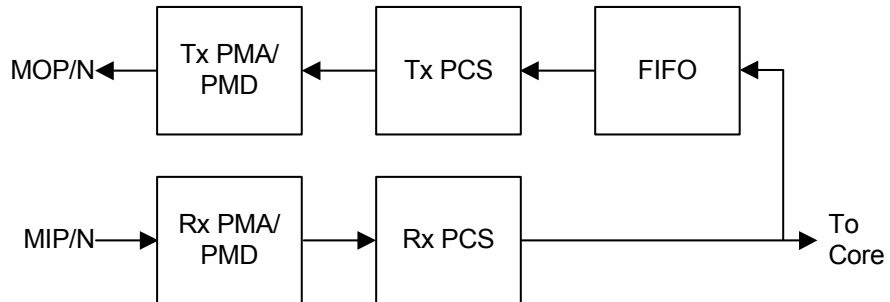 MOP/N
Tx PMA/
PMD
Tx PCS
FIFO
MIP/N
Rx PMA/
PMD
Rx PCS
To
Core